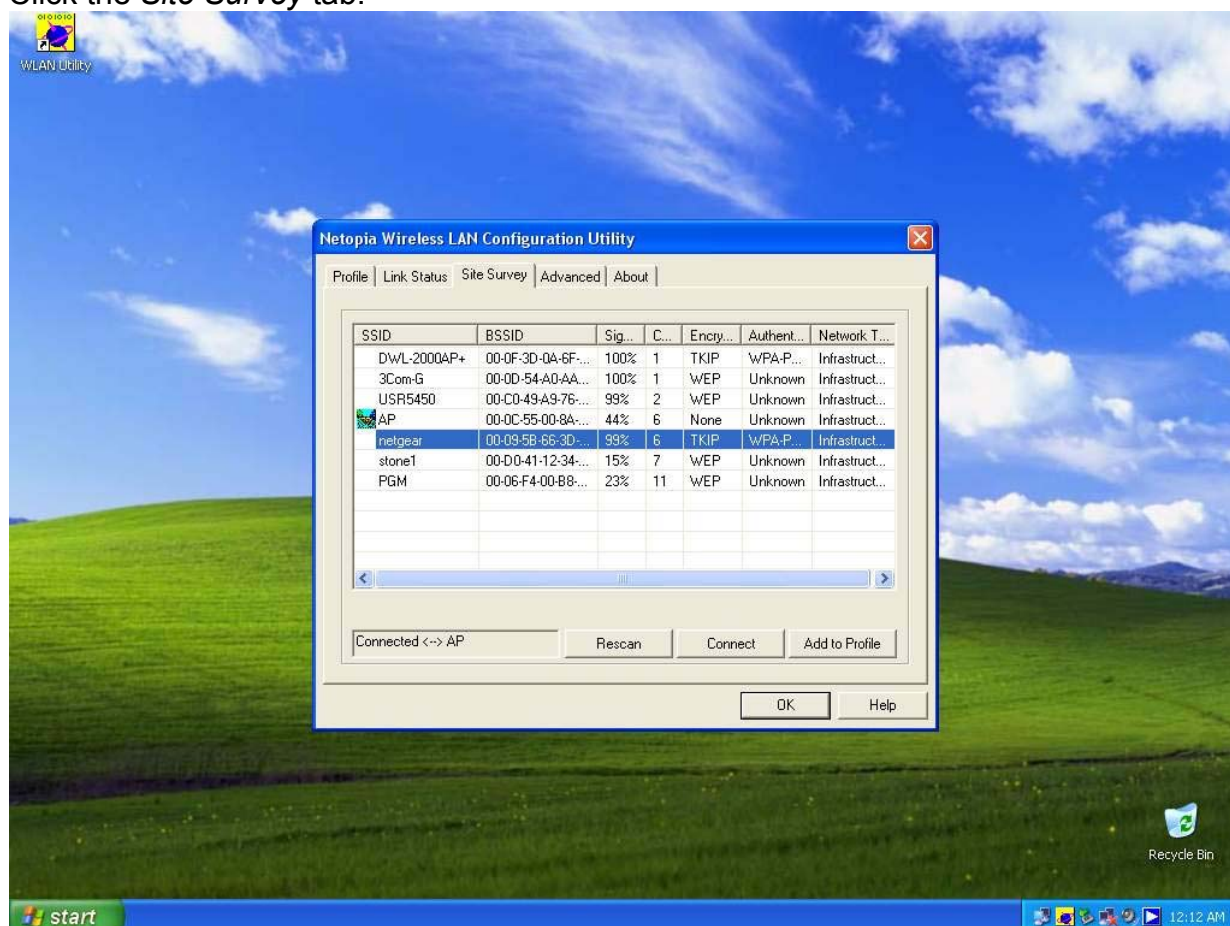 Click the Site Survey tab.
WLAN Utility
Netopia Wireless LAN Configuration Utility
Profile Link Status Site Survey Advanced About
SSID BSSID Sig... C... Encry... Authent... Network T...
DWL-2000AP+ 00-0F-3D-0A-6F-... 100% 1 TKIP WPA-P... Infrastruct...
3Com-G 00-0D-54-A0-AA... 100% 1 WEP Unknown Infrastruct...
USR5450 00-C0-49-A9-76-... 99% 2 WEP Unknown Infrastruct...
AP 00-0C-55-00-8A-... 44% 6 None Unknown Infrastruct...
netgear 00-09-5B-66-3D-... 99% 6 TKIP WPA-P... Infrastruct...
stone1 00-D0-41-12-34-... 15% 7 WEP Unknown Infrastruct...
PGM 00-06-F4-00-B8-... 23% 11 WEP Unknown Infrastruct...
Connected <--> AP Rescan Connect Add to Profile
OK Help
Recycle Bin
start 12:12 AM